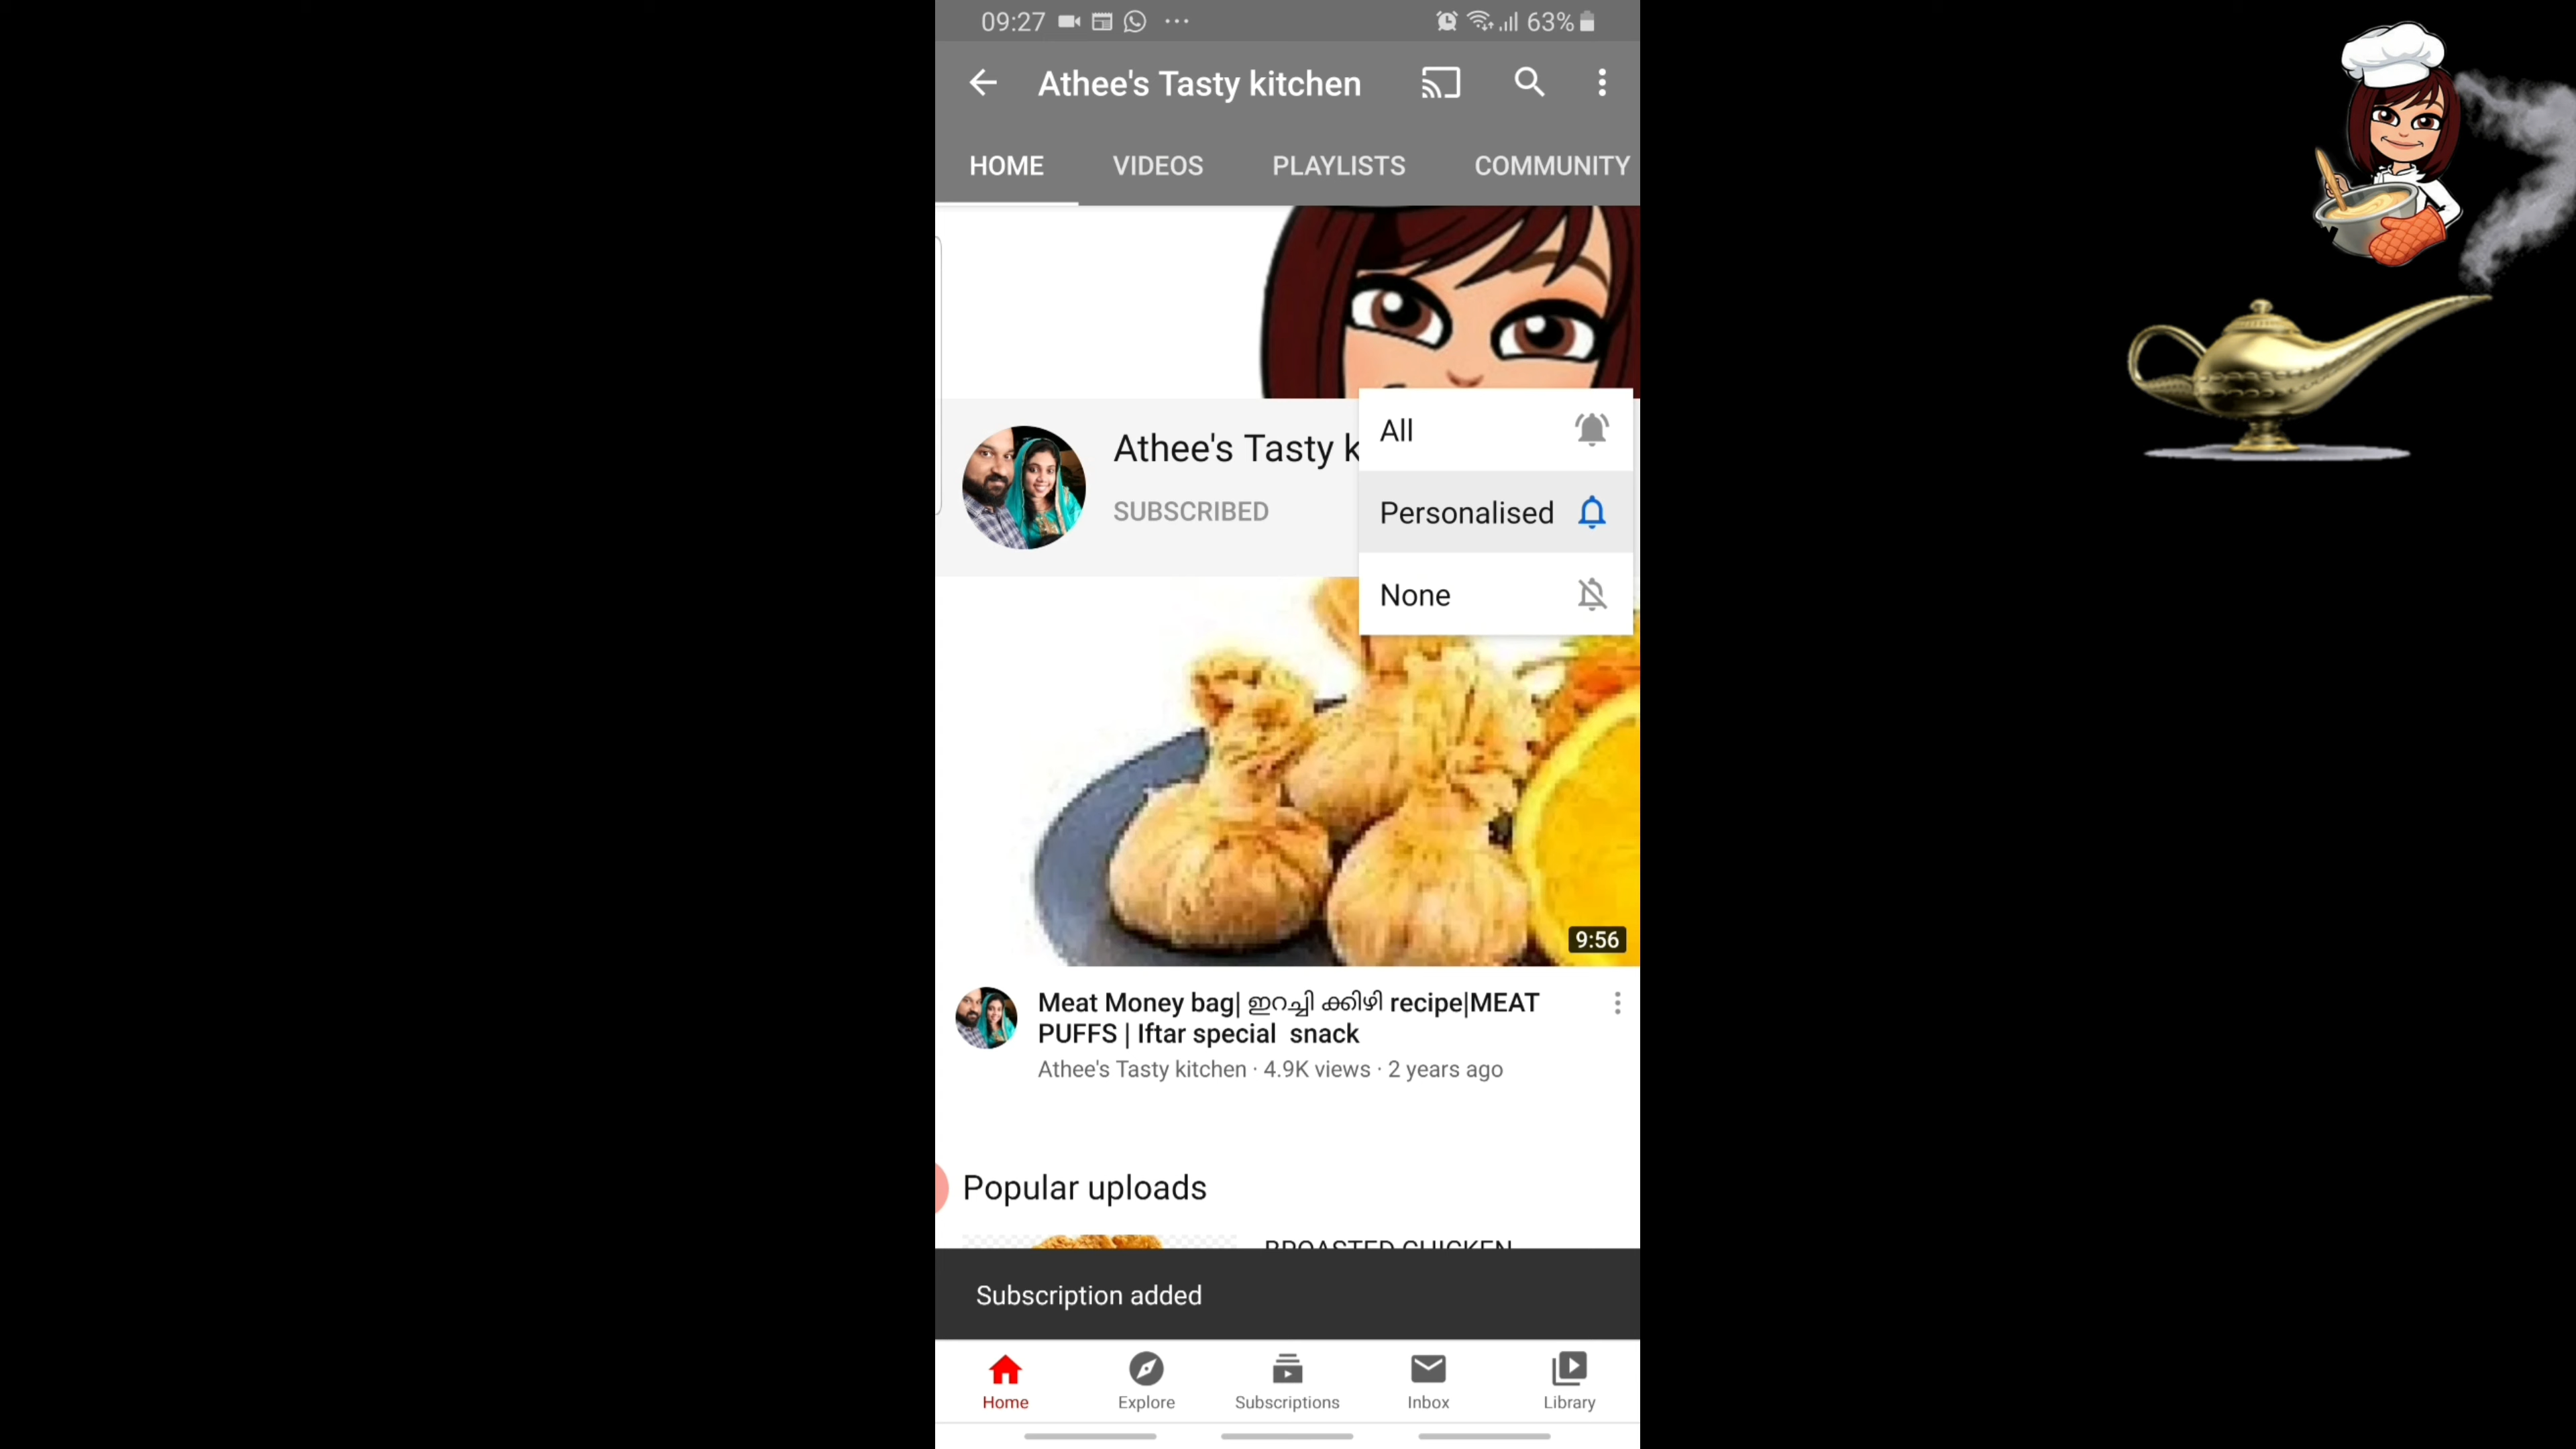 09:27
63%
Athee's Tasty kitchen
HOME VIDEOS PLAYLISTS COMMUNITY
Athee's Tasty k
SUBSCRIBED
All
Personalised
None
9:56
Meat Money bag| ഇറച്ചി ക്കിഴി recipe|MEAT
PUFFS | Iftar special snack
Athee's Tasty kitchen · 4.9K views · 2 years ago
Popular uploads
BROASTED CHICKEN
Subscription added
Home Explore Subscriptions Inbox Library